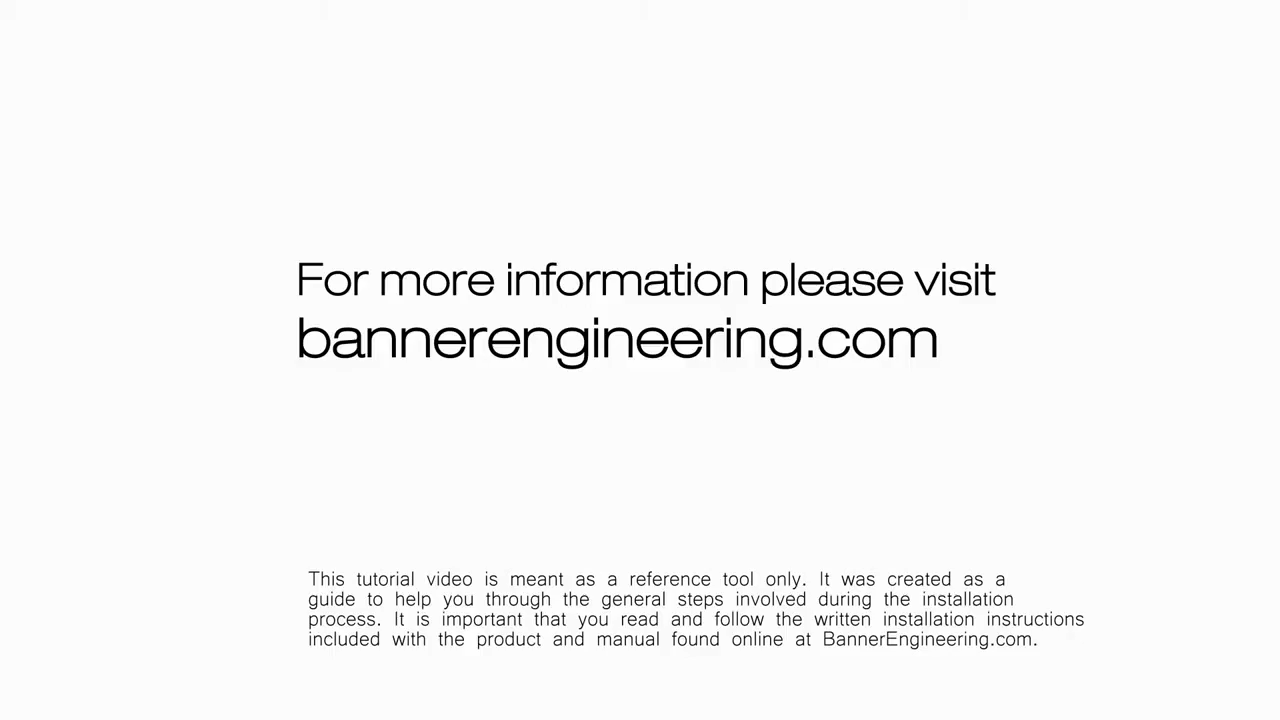 For more information please visit
bannerengineering.com
This tutorial video is meant as a reference tool only. It was created as a
guide to help you through the general steps involved during the installation
process. It is important that you read and follow the written installation instructions
included with the product and manual found online at BannerEngineering.com.